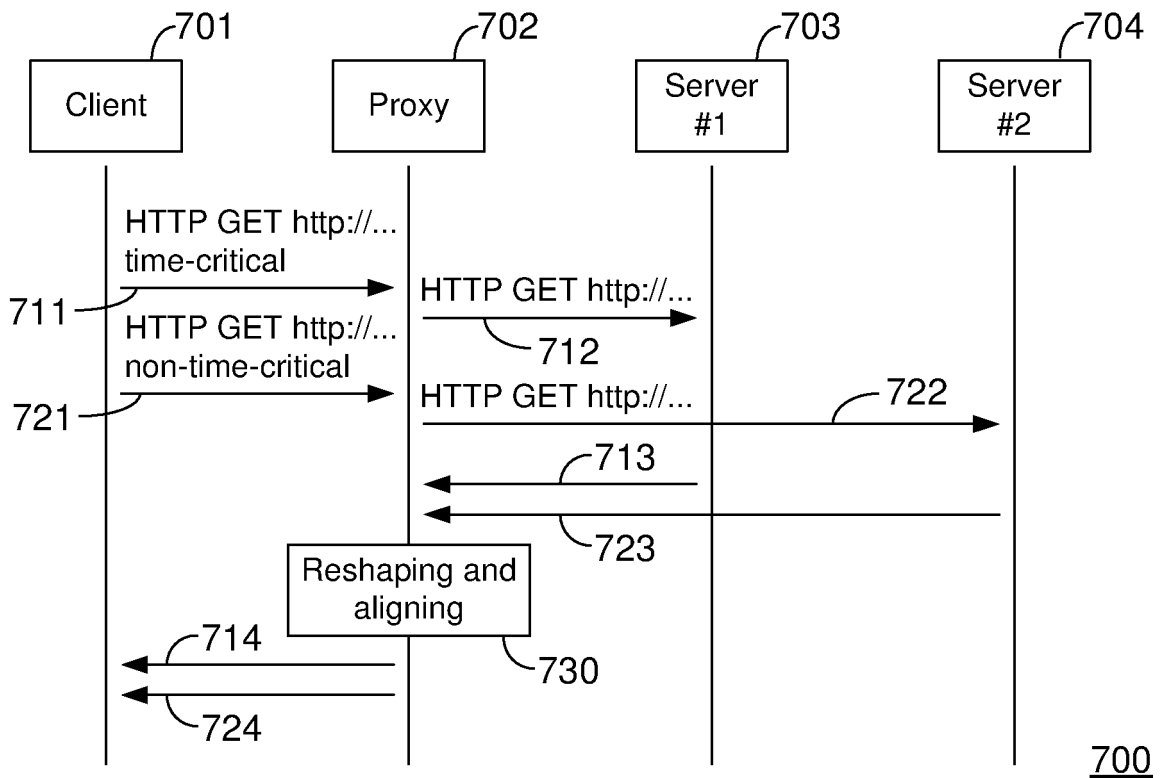 701
702
703
704
Client
Proxy
Server
#1
Server
#2
HTTP GET http://...
time-critical
711
HTTP GET http://...
712
HTTP GET http://...
non-time-critical
721
HTTP GET http://...
722
713
723
Reshaping and
aligning
730
714
724
700